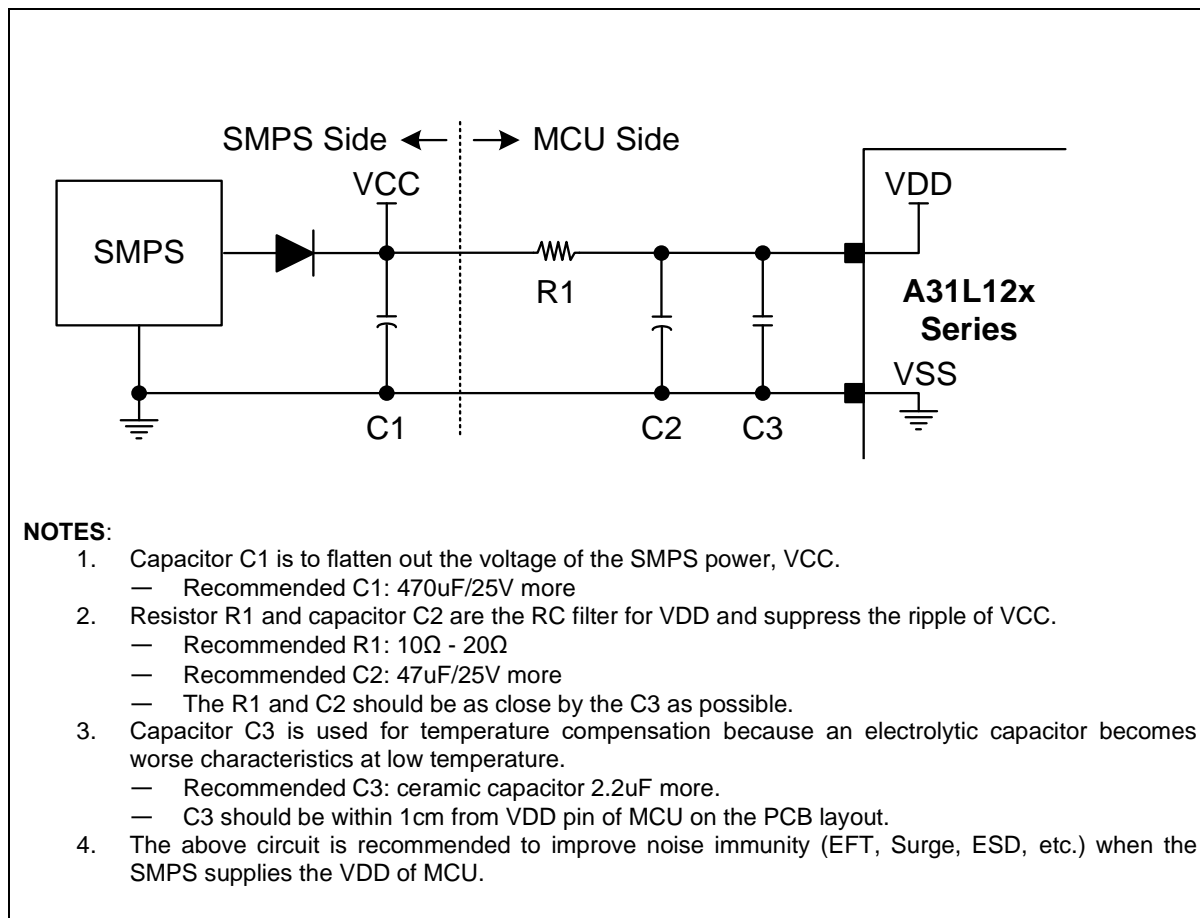 SMPS Side
MCU Side
VCC
VDD
SMPS
R1
A31L12x
Series
VSS
C1
C2
C3
NOTES:
1. Capacitor C1 is to flatten out the voltage of the SMPS power, VCC.
— Recommended C1: 470uF/25V more
2. Resistor R1 and capacitor C2 are the RC filter for VDD and suppress the ripple of VCC.
— Recommended R1: 10Ω - 20Ω
— Recommended C2: 47uF/25V more
— The R1 and C2 should be as close by the C3 as possible.
3. Capacitor C3 is used for temperature compensation because an electrolytic capacitor becomes
worse characteristics at low temperature.
— Recommended C3: ceramic capacitor 2.2uF more.
— C3 should be within 1cm from VDD pin of MCU on the PCB layout.
4. The above circuit is recommended to improve noise immunity (EFT, Surge, ESD, etc.) when the
SMPS supplies the VDD of MCU.